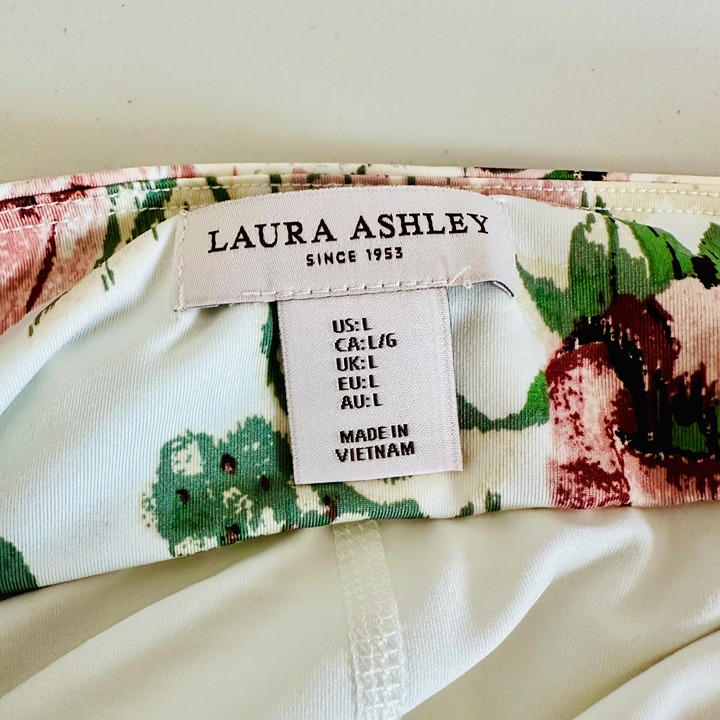 LAURA ASHLEY
SINCE 1953
US: L
CA: L/G
UK: L
EU: L
AU: L
MADE IN
VIETNAM